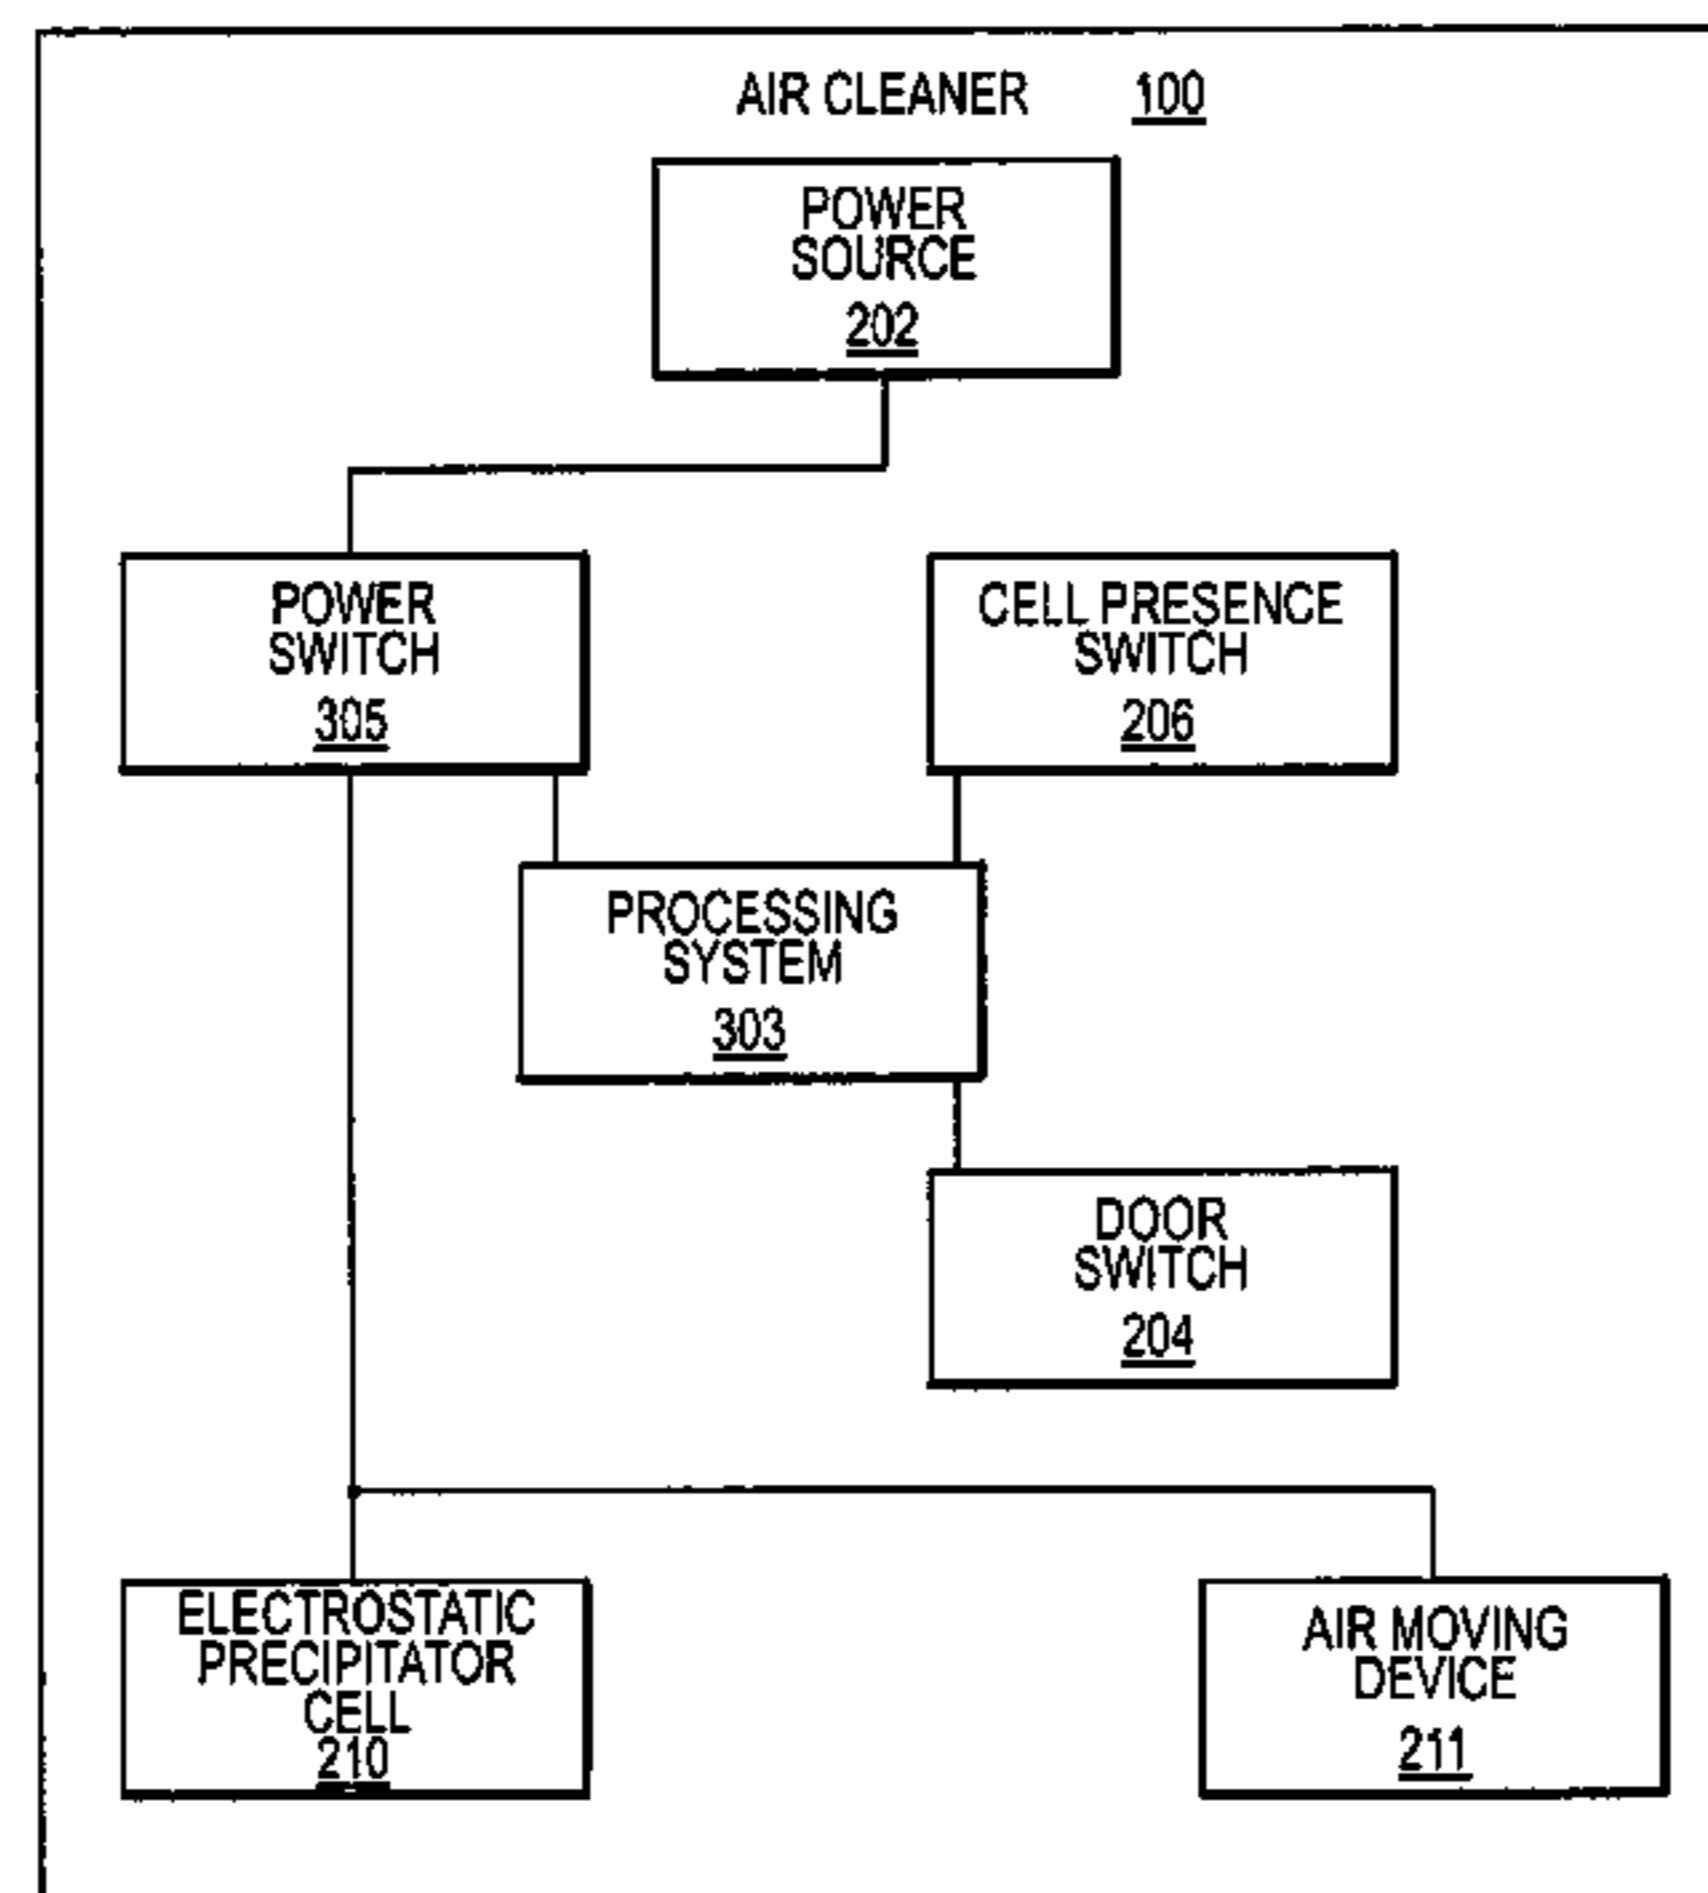 AIR CLEANER 100
POWER
SOURCE
202
POWER
SWITCH
305
CELL PRESENCE
SWITCH
206
PROCESSING
SYSTEM
303
DOOR
SWITCH
204
ELECTROSTATIC
PRECIPITATOR
CELL
210
AIR MOVING
DEVICE
211